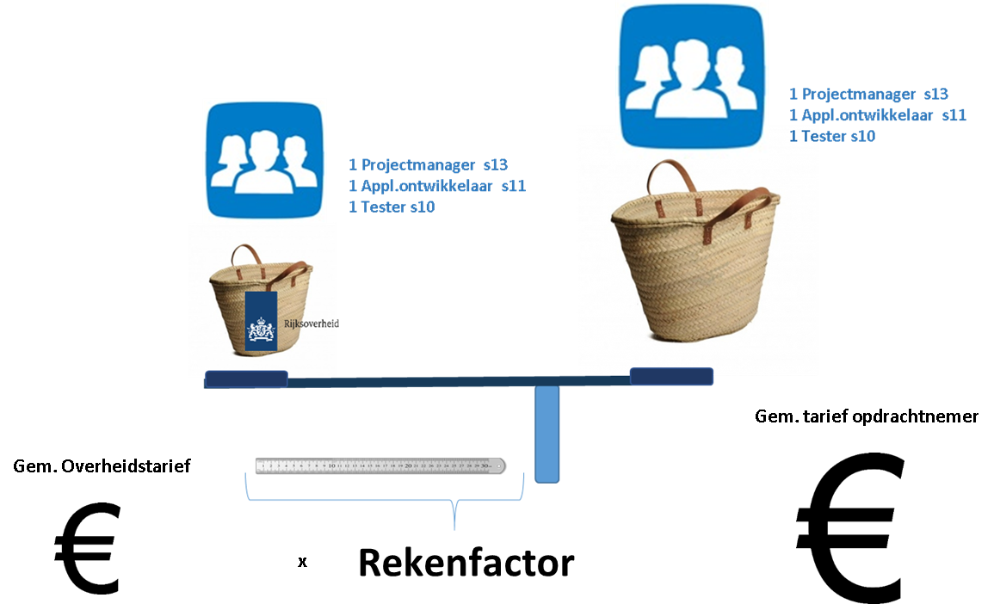 1 Projectmanager  s13
1 Appl.ontwikkelaar  s11
1 Tester s10
1 Projectmanager  s13
1 Appl.ontwikkelaar  s11
1 Tester s10
Rijksoverheid
Gem. tarief opdrachtnemer
Gem. Overheidstarief
€
x
Rekenfactor
€